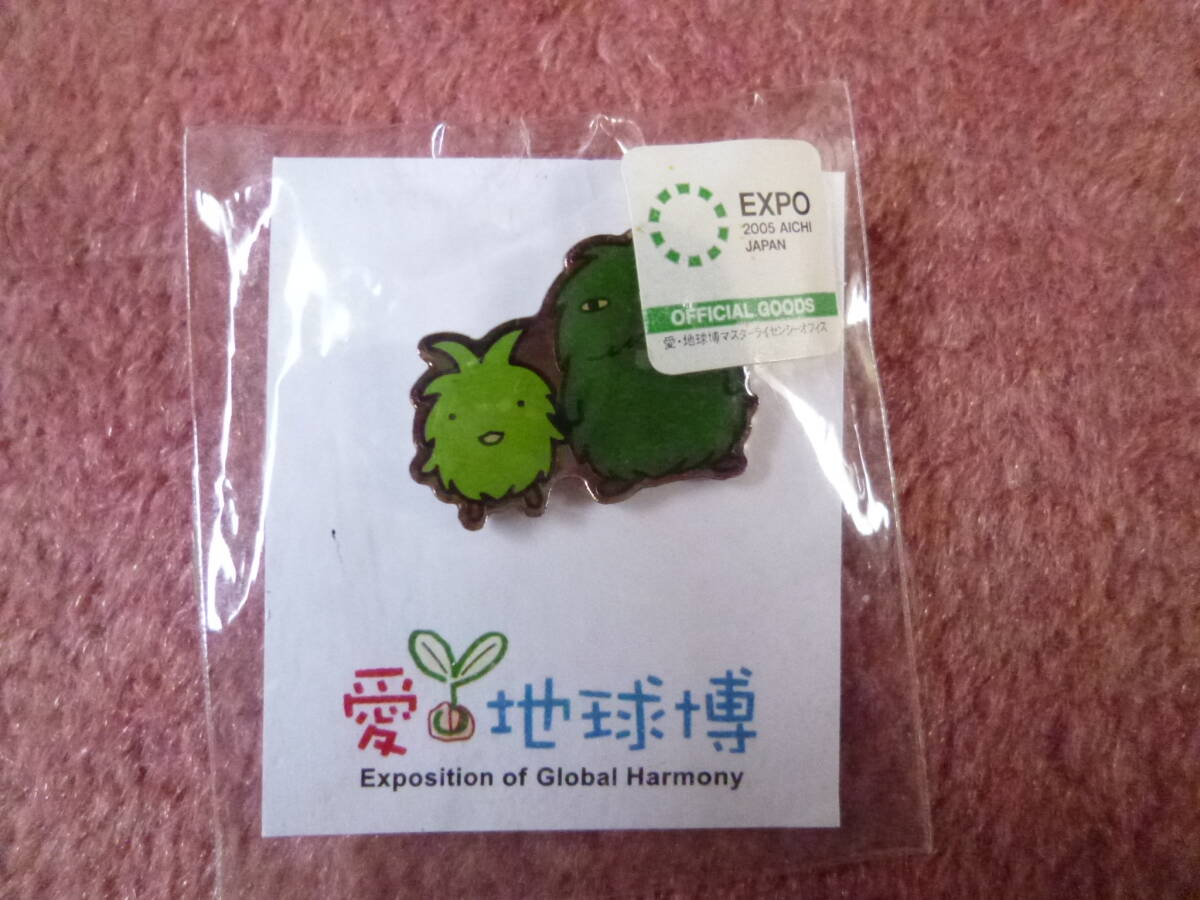 EXPO
2005 AICHI
JAPAN
OFFICIAL GOODS
愛・地球博マスターライセンシーオフィス
愛 地球博
Exposition of Global Harmony